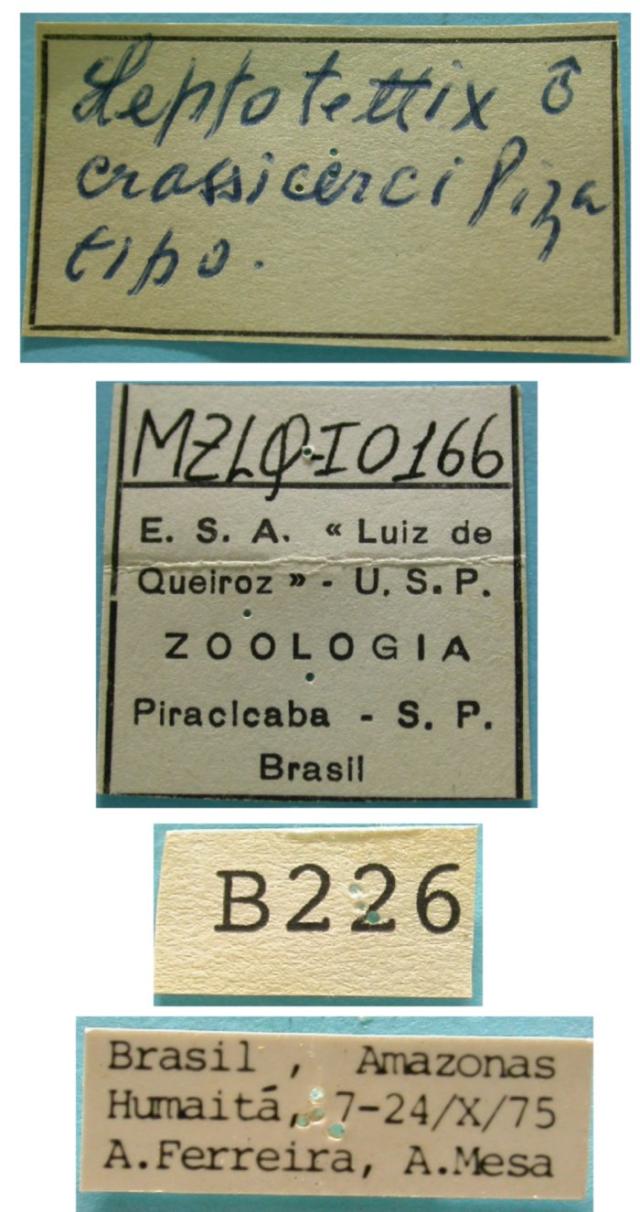 Leptotettix ♂
crassicerci Piza
tipo.
MZLQ-I0166
E. S. A. « Luiz de
Queiroz » - U. S. P.
ZOOLOGIA
Piracicaba - S. P.
Brasil
B226
Brasil, Amazonas
Humaitá, 7-24/X/75
A.Ferreira, A.Mesa